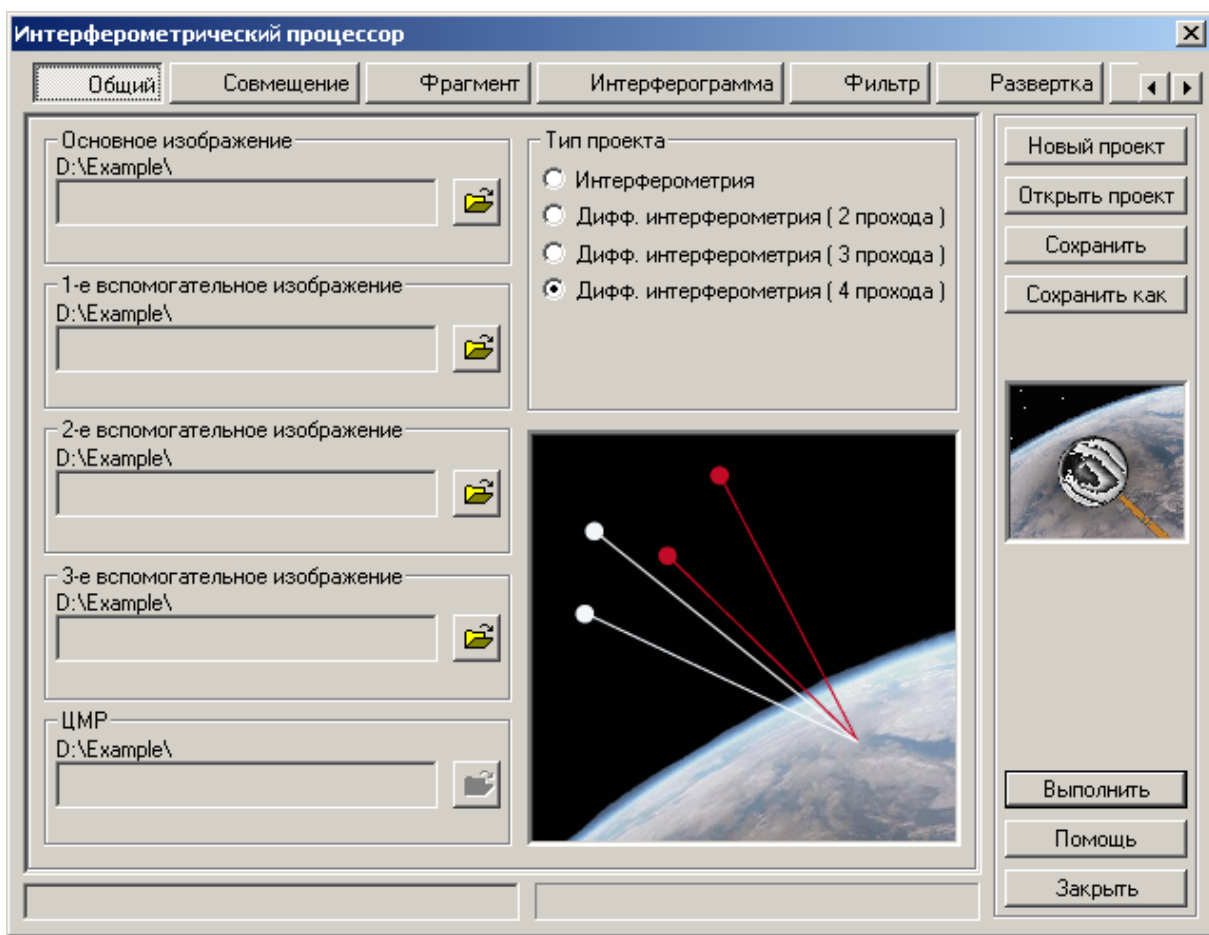 Интерферометрический процессор
Общий
Совмещение
Фрагмент
Интерферограмма
Фильтр
Развертка
Основное изображение
D:\Example\
1-е вспомогательное изображение
D:\Example\
2-е вспомогательное изображение
D:\Example\
3-е вспомогательное изображение
D:\Example\
ЦМР
D:\Example\
Тип проекта
Интерферометрия
Дифф. интерферометрия ( 2 прохода )
Дифф. интерферометрия ( 3 прохода )
Дифф. интерферометрия ( 4 прохода )
Новый проект
Открыть проект
Сохранить
Сохранить как
Выполнить
Помощь
Закрыть